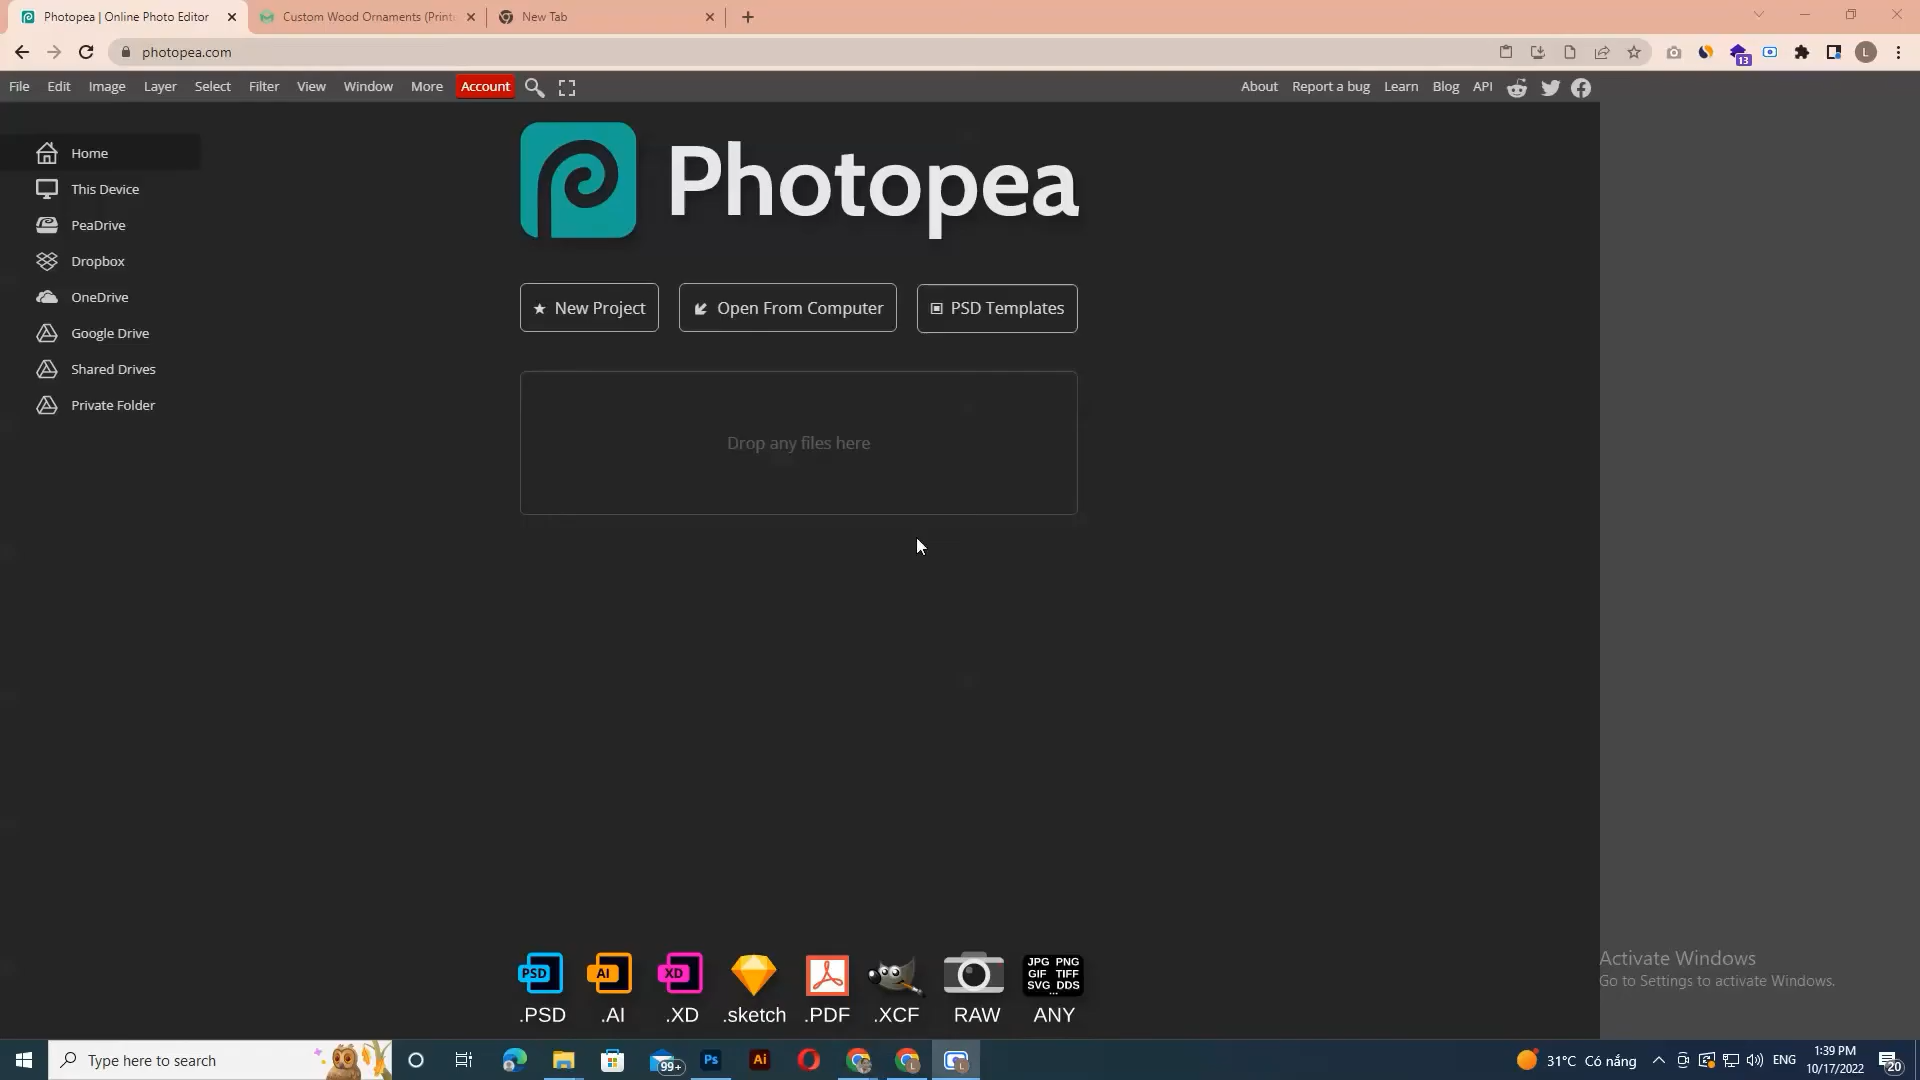 Photopea | Online Photo Editor
Custom Wood Ornaments (Print
New Tab
photopea.com
13
L
File Edit Image Layer Select Filter View Window More Account
About Report a bug Learn Blog API
Home
This Device
PeaDrive
Dropbox
OneDrive
Google Drive
Shared Drives
Private Folder
Photopea
New Project
Open From Computer
PSD Templates
Drop any files here
PSD
AI
XD
JPG PNG
GIF TIFF
SVG DDS
...
.PSD
.AI
.XD
.sketch
.PDF
.XCF
RAW
ANY
Activate Windows
Go to Settings to activate Windows.
Type here to search
99+
Ps
Ai
L
L
31°C Có nắng
ENG
1:39 PM
10/17/2022
20